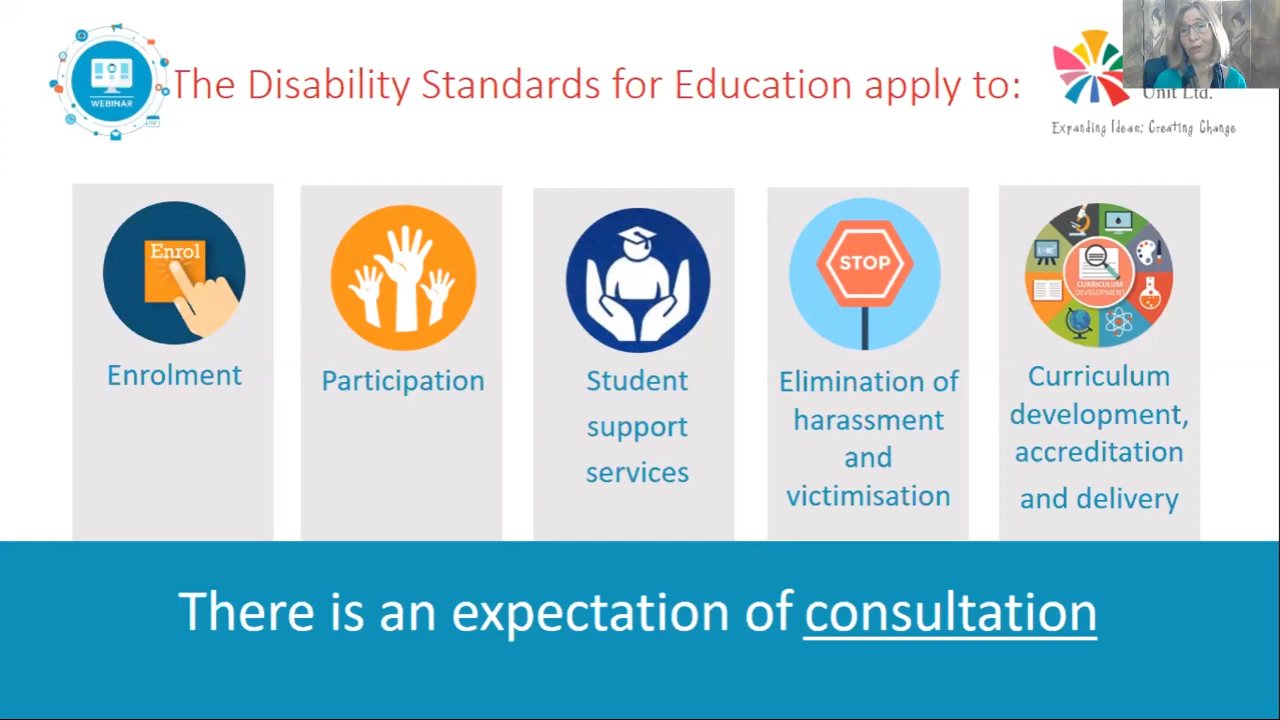 WEBINAR
The Disability Standards for Education apply to:
Unit Ltd.
Expanding Ideas; Creating Change
Enrol
Enrolment
Participation
Student
support
services
STOP
Elimination of
harassment
and
victimisation
CURRICULUM
DEVELOPMENT
Curriculum
development,
accreditation
and delivery
There is an expectation of consultation